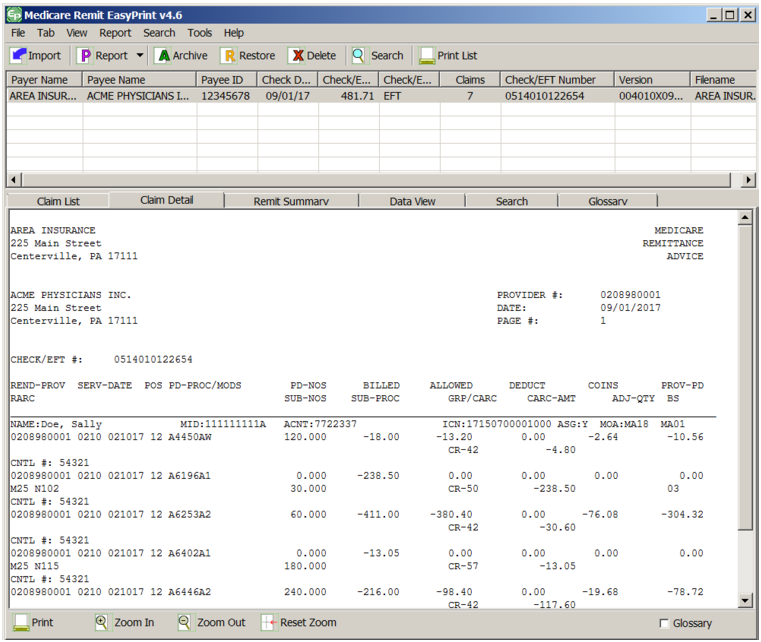 Medicare Remit EasyPrint v4.6
File Tab View Report Search Tools Help
Import Report Archive Restore Delete Search Print List
Payer Name Payee Name Payee ID Check D... Check/E... Check/E... Claims Check/EFT Number Version Filename
AREA INSUR... ACME PHYSICIANS I... 12345678 09/01/17 481.71 EFT 7 0514010122654 004010X09... AREA INSUR.
Claim List Claim Detail Remit Summary Data View Search Glossary
AREA INSURANCE MEDICARE
225 Main Street REMITTANCE
Centerville, PA 17111 ADVICE
ACME PHYSICIANS INC. PROVIDER #: 0208980001
225 Main Street DATE: 09/01/2017
Centerville, PA 17111 PAGE #: 1
CHECK/EFT #: 0514010122654
REND-PROV SERV-DATE POS PD-PROC/MODS PD-NOS BILLED ALLOWED DEDUCT COINS PROV-PD
RARC SUB-NOS SUB-PROC GRP/CARC CARC-AMT ADJ-QTY BS
NAME:Doe, Sally MID:111111111A ACNT:7722337 ICN:17150700001000 ASG:Y MOA:MA18 MA01
0208980001 0210 021017 12 A4450AW 120.000 -18.00 -13.20 0.00 -2.64 -10.56
CR-42 -4.80
CNTL #: 54321
0208980001 0210 021017 12 A6196A1 0.000 -238.50 0.00 0.00 0.00 0.00
M25 N102 30.000 CR-50 -238.50 03
CNTL #: 54321
0208980001 0210 021017 12 A6253A2 60.000 -411.00 -380.40 0.00 -76.08 -304.32
CR-42 -30.60
CNTL #: 54321
0208980001 0210 021017 12 A6402A1 0.000 -13.05 0.00 0.00 0.00 0.00
M25 N115 180.000 CR-57 -13.05
CNTL #: 54321
0208980001 0210 021017 12 A6446A2 240.000 -216.00 -98.40 0.00 -19.68 -78.72
CR-42 -117.60
Print Zoom In Zoom Out Reset Zoom Glossary